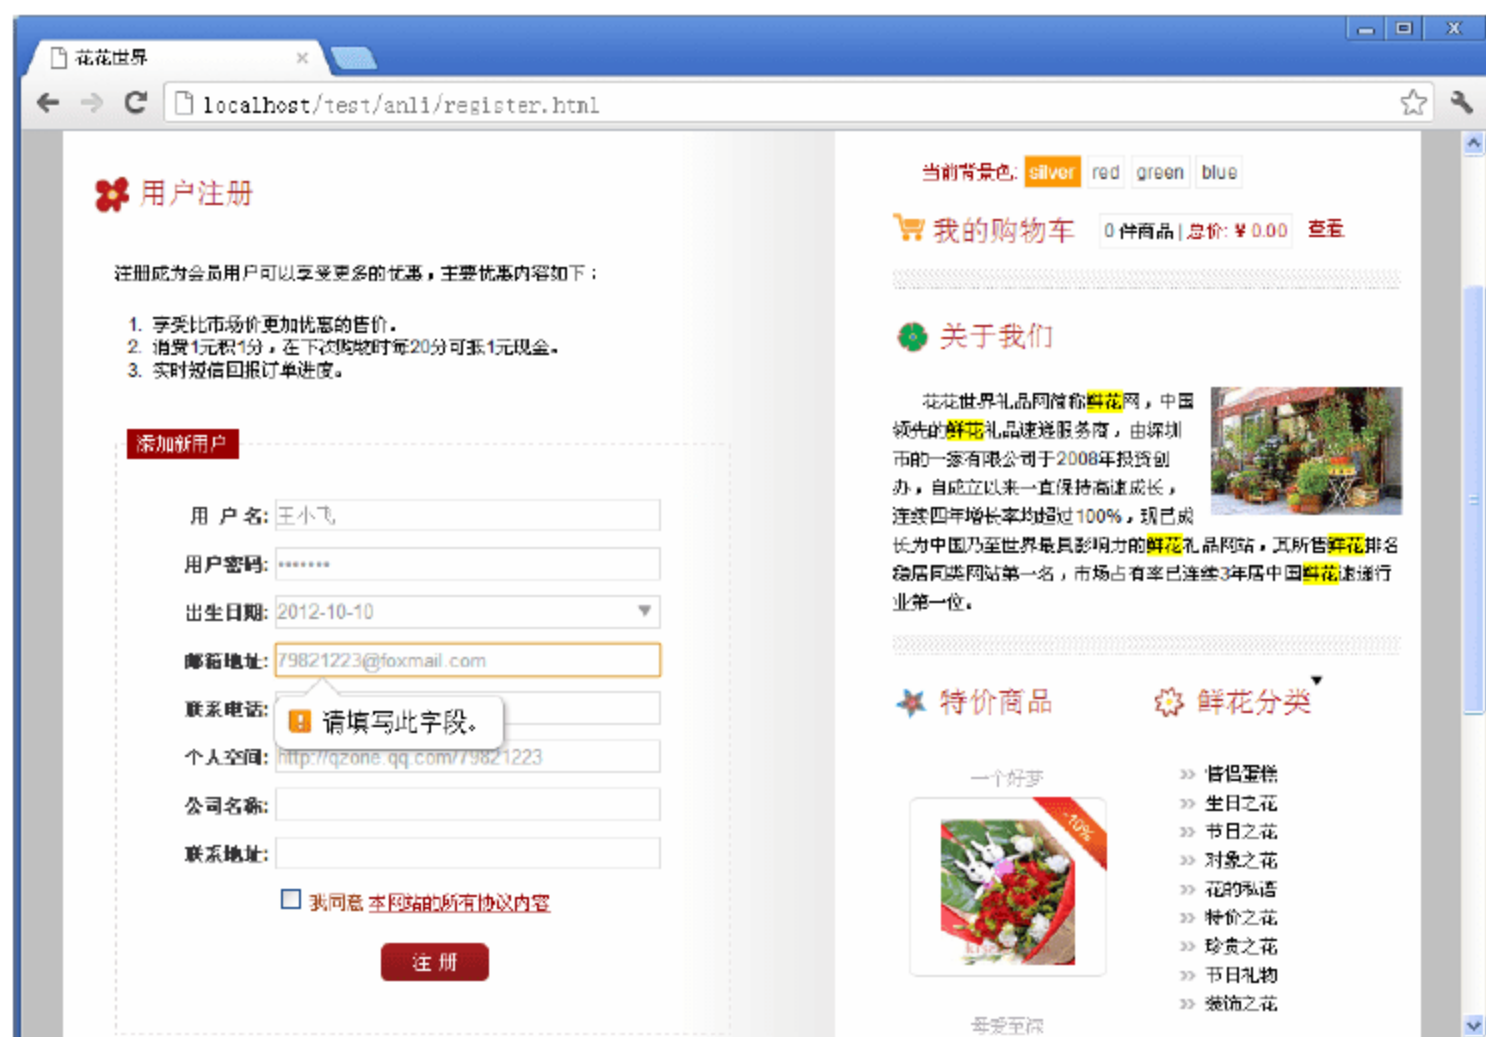 花花世界
localhost/test/anli/register.html
用户注册
注册成为会员用户可以享受更多的优惠，主要优惠内容如下：
1. 享受比市场价更加优惠的售价。
2. 消费1元积1分，在下次购物时每20分可抵1元现金。
3. 实时短信回报订单进度。
添加新用户
用 户 名: 王小飞
用户密码: •••••••
出生日期: 2012-10-10
邮箱地址: 79821223@foxmail.com
联系电话:
请填写此字段。
个人空间: http://qzone.qq.com/79821223
公司名称:
联系地址:
我同意 本网站的所有协议内容
注 册
当前背景色: silver red green blue
我的购物车 0 件商品 | 总价: ¥ 0.00 查看
关于我们
花花世界礼品网简称鲜花网，中国
领先的鲜花礼品速递服务商，由深圳
市的一家有限公司于2008年投资创
办，自成立以来一直保持高速成长，
连续四年增长率均超过100%，现已成
长为中国乃至世界最具影响力的鲜花礼品网站，其所售鲜花排名
稳居同类网站第一名，市场占有率已连续3年居中国鲜花速递行
业第一位。
特价商品
一个好梦
-10%
母爱至深
鲜花分类
» 情侣蛋糕
» 生日之花
» 节日之花
» 对象之花
» 花的私语
» 特价之花
» 珍贵之花
» 节日礼物
» 装饰之花